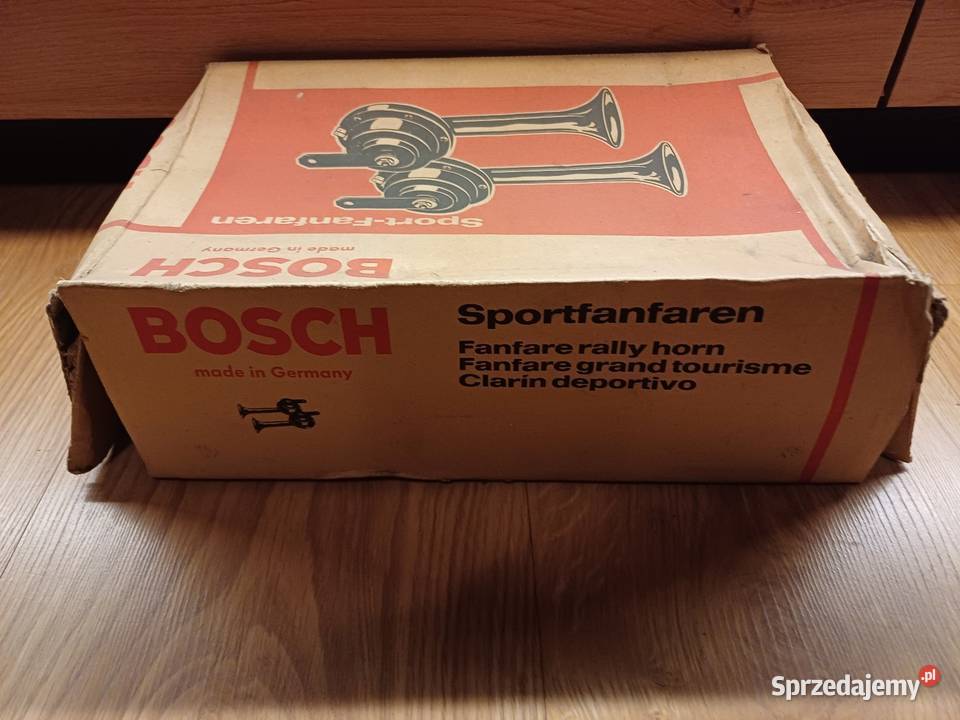 Sport-Fanfaren
made in Germany
BOSCH
BOSCH
made in Germany
Sportfanfaren
Fanfare rally horn
Fanfare grand tourisme
Clarín deportivo
Sprzedajemy.pl